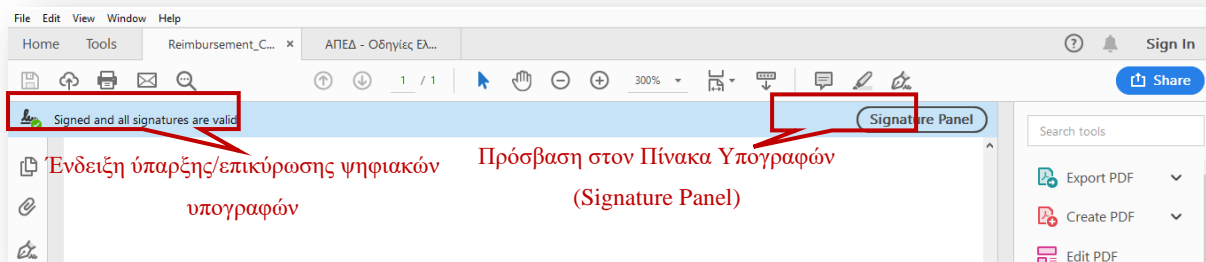 File Edit View Window Help
Home Tools Reimbursement_C... × ΑΠΕΔ - Οδηγίες Ελ... Sign In
1 / 1 300% Share
Signed and all signatures are valid Signature Panel
Search tools
Ένδειξη ύπαρξης/επικύρωσης ψηφιακών
υπογραφών
Πρόσβαση στον Πίνακα Υπογραφών
(Signature Panel)
Export PDF
Create PDF
Edit PDF